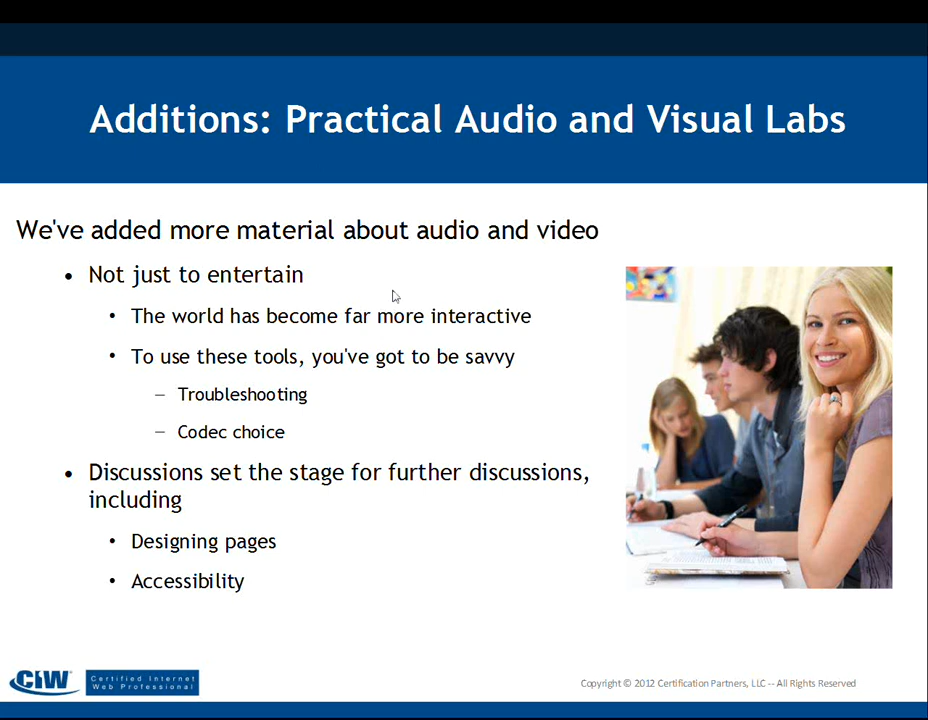 Additions: Practical Audio and Visual Labs
We've added more material about audio and video
• Not just to entertain
• The world has become far more interactive
• To use these tools, you've got to be savvy
– Troubleshooting
– Codec choice
• Discussions set the stage for further discussions,
including
• Designing pages
• Accessibility
CIW
Certified Internet
Web Professional
Copyright © 2012 Certification Partners, LLC -- All Rights Reserved